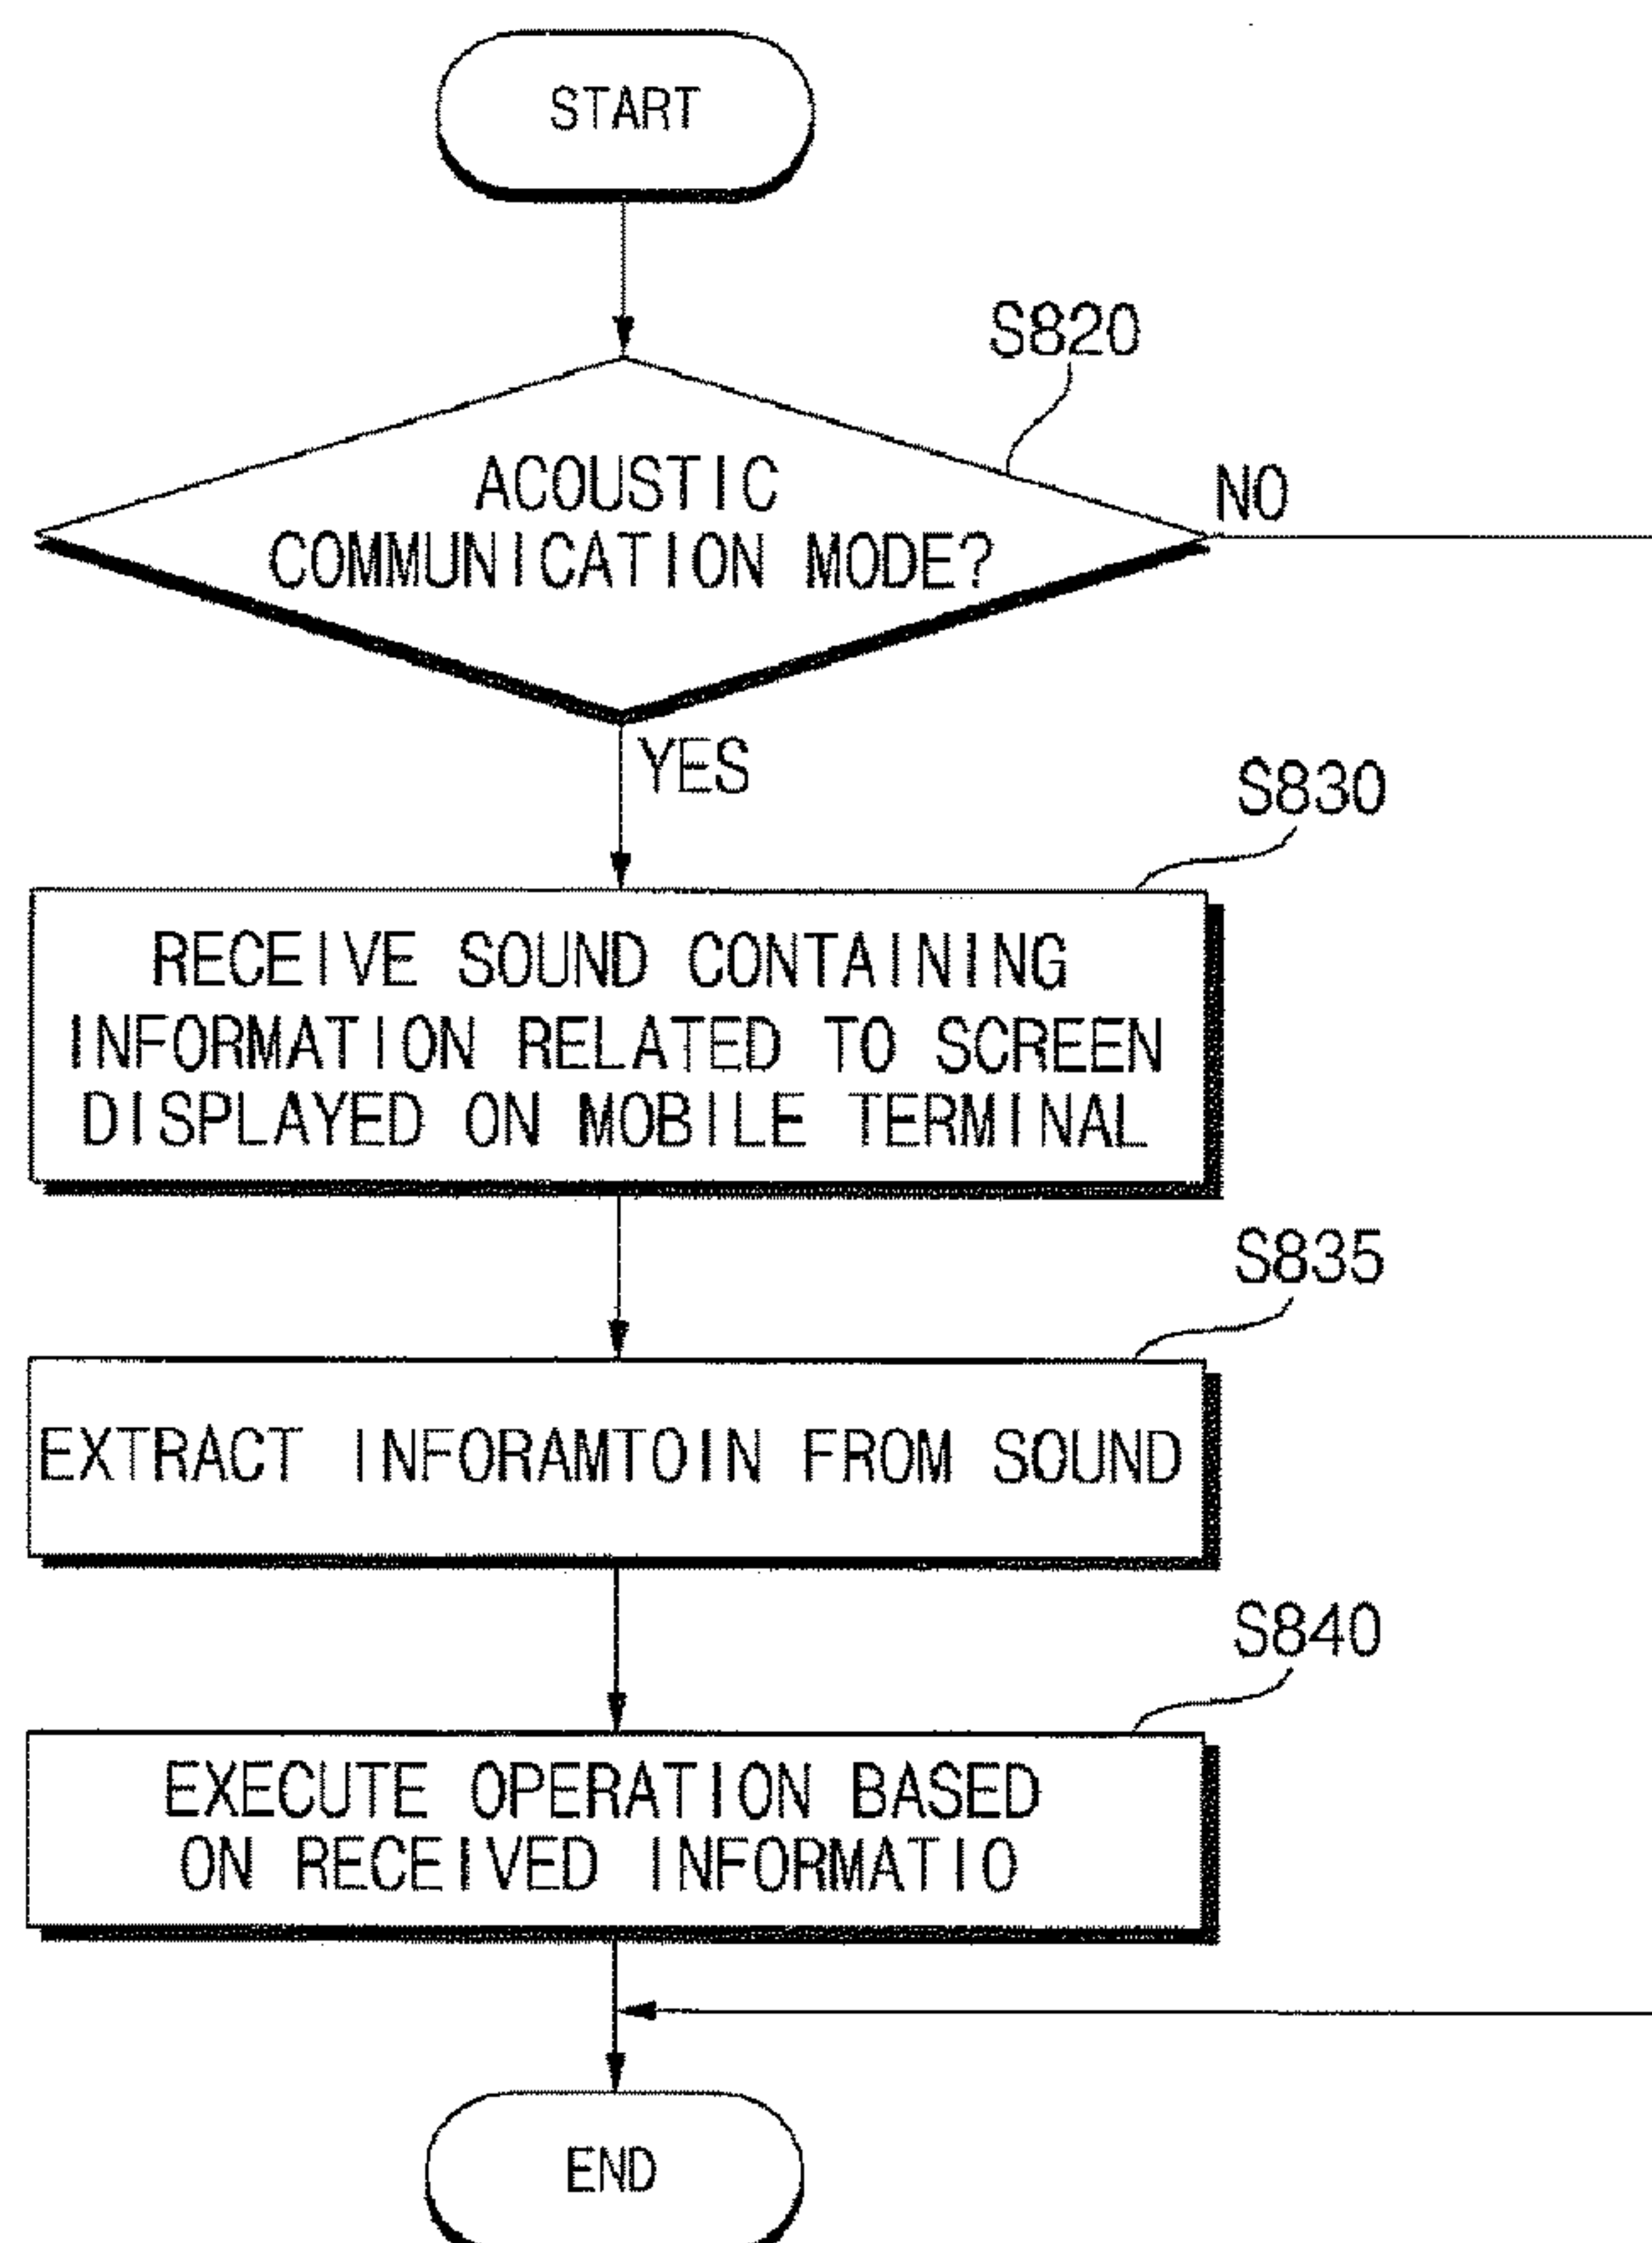 START
S820
ACOUSTIC
COMMUNICATION MODE?
NO
YES
S830
RECEIVE SOUND CONTAINING
INFORMATION RELATED TO SCREEN
DISPLAYED ON MOBILE TERMINAL
S835
EXTRACT INFORAMTOIN FROM SOUND
S840
EXECUTE OPERATION BASED
ON RECEIVED INFORMATIO
END